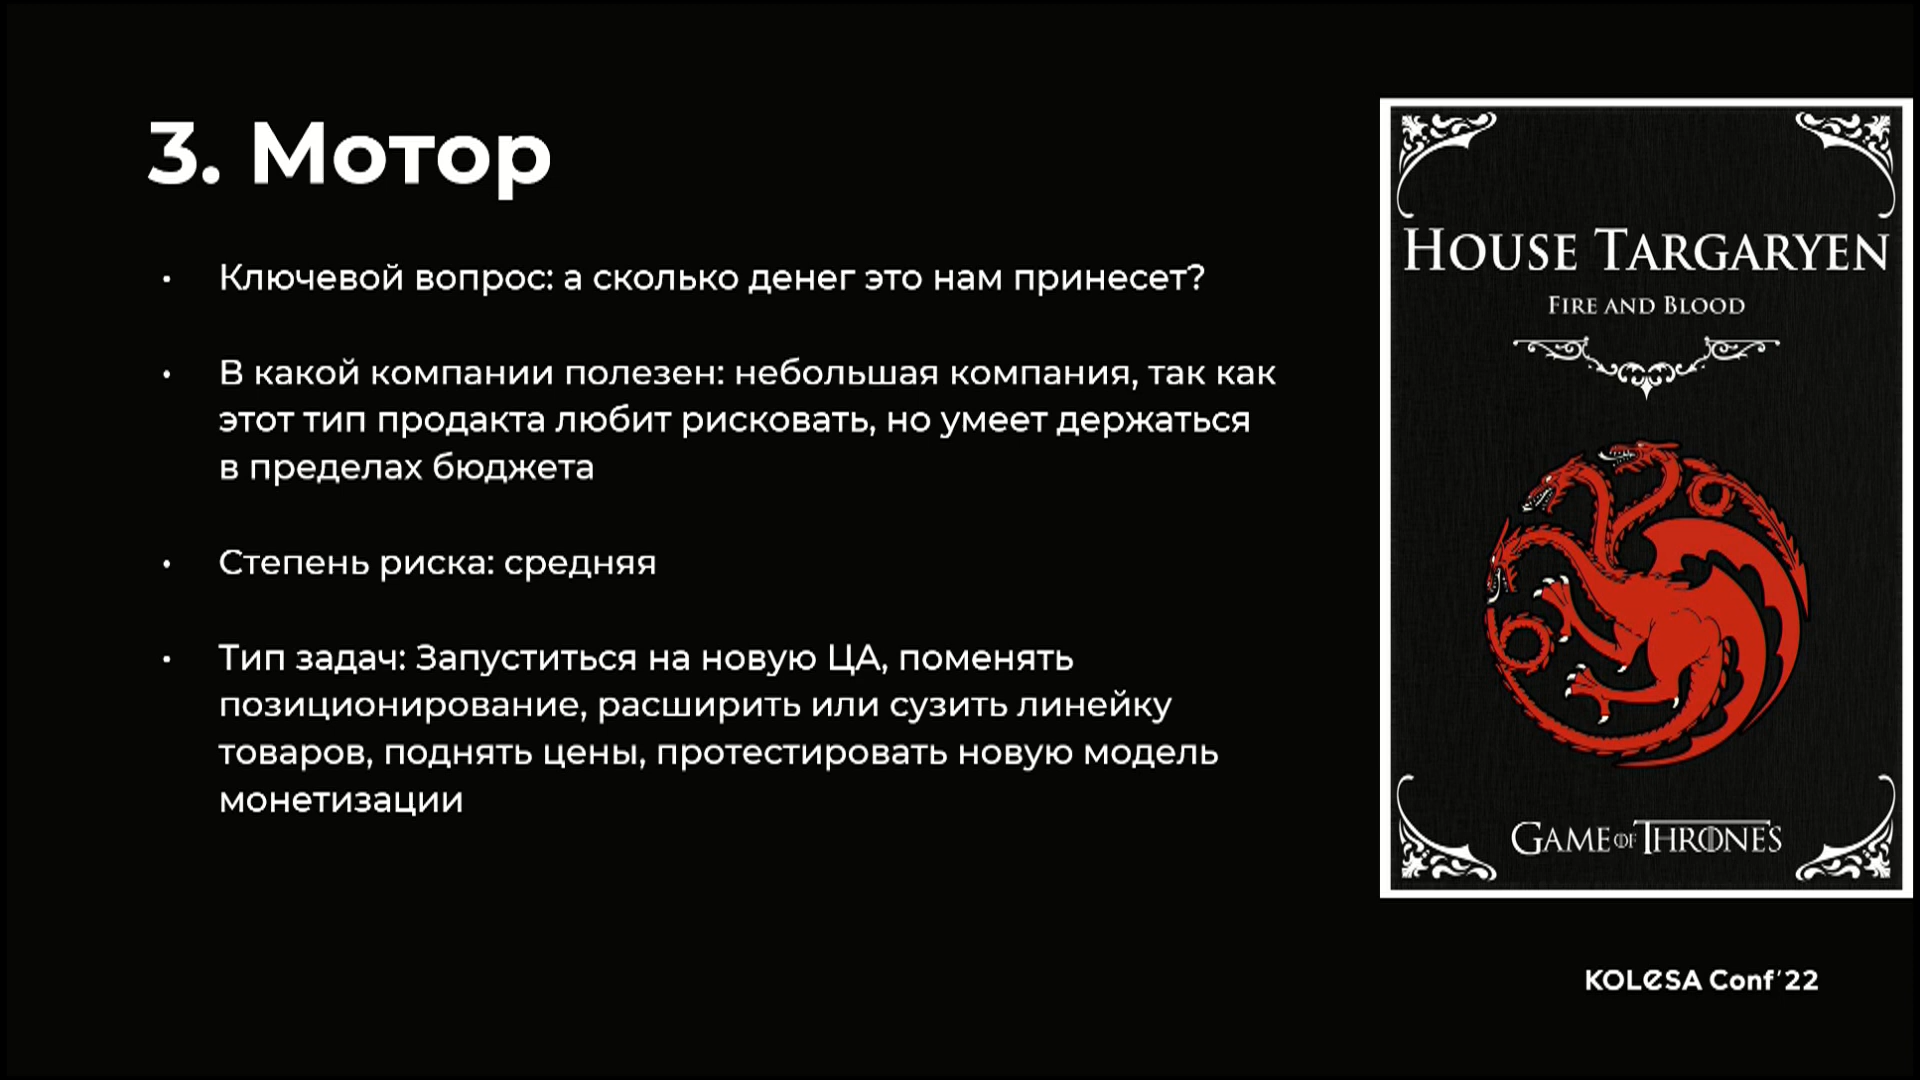 3. Мотор
• Ключевой вопрос: а сколько денег это нам принесет?
• В какой компании полезен: небольшая компания, так как
этот тип продакта любит рисковать, но умеет держаться
в пределах бюджета
• Степень риска: средняя
• Тип задач: Запуститься на новую ЦА, поменять
позиционирование, расширить или сузить линейку
товаров, поднять цены, протестировать новую модель
монетизации
HOUSE TARGARYEN
FIRE AND BLOOD
GAME OF THRONES
KOLESA Conf'22